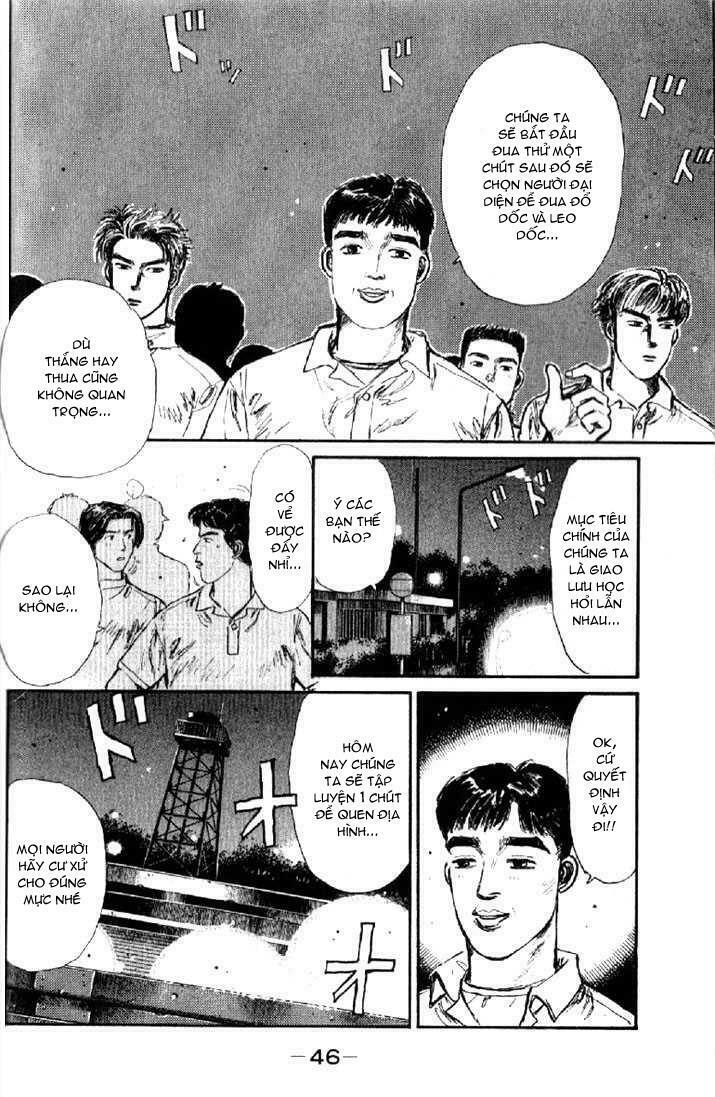 ド
ド
ド
ド
ド
CHÚNG TA
SẼ BẮT ĐẦU
ĐUA THỬ MỘT
CHÚT SAU ĐÓ SẼ
CHỌN NGƯỜI ĐẠI
DIỆN ĐỂ ĐUA ĐỔ
DỐC VÀ LEO
DỐC...
DÙ
THẮNG HAY
THUA CŨNG
KHÔNG QUAN
TRỌNG...
MỤC TIÊU
CHÍNH CỦA
CHÚNG TA
LÀ GIAO
LƯU HỌC
HỎI LẪN
NHAU...
Ý CÁC
BẠN THẾ
NÀO?
ド
ド
CÓ
VẺ
ĐƯỢC
ĐẤY
NHỈ...
SAO LẠI
KHÔNG...
OK,
CỨ
QUYẾT
ĐỊNH
VẬY
ĐI!!
HÔM
NAY CHÚNG
TA SẼ TẬP
LUYỆN 1 CHÚT
ĐỂ QUEN ĐỊA
HÌNH...
MỌI NGƯỜI
HÃY CƯ XỬ
CHO ĐÚNG
MỰC NHÉ
オオ
オ
オ
—46—